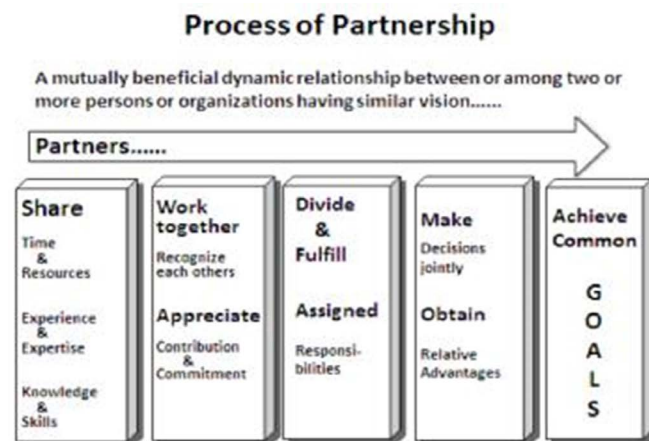 Process of Partnership
A mutually beneficial dynamic relationship between or among two or
more persons or organizations having similar vision......
Partners......
Share
Time
&
Resources
Experience
&
Expertise
Knowledge
&
Skills
Work
together
Recognize
each others
Appreciate
Contribution
&
Commitment
Divide
&
Fulfill
Assigned
Responsi-
bilities
Make
Decisions
jointly
Obtain
Relative
Advantages
Achieve
Common
G
O
A
L
S